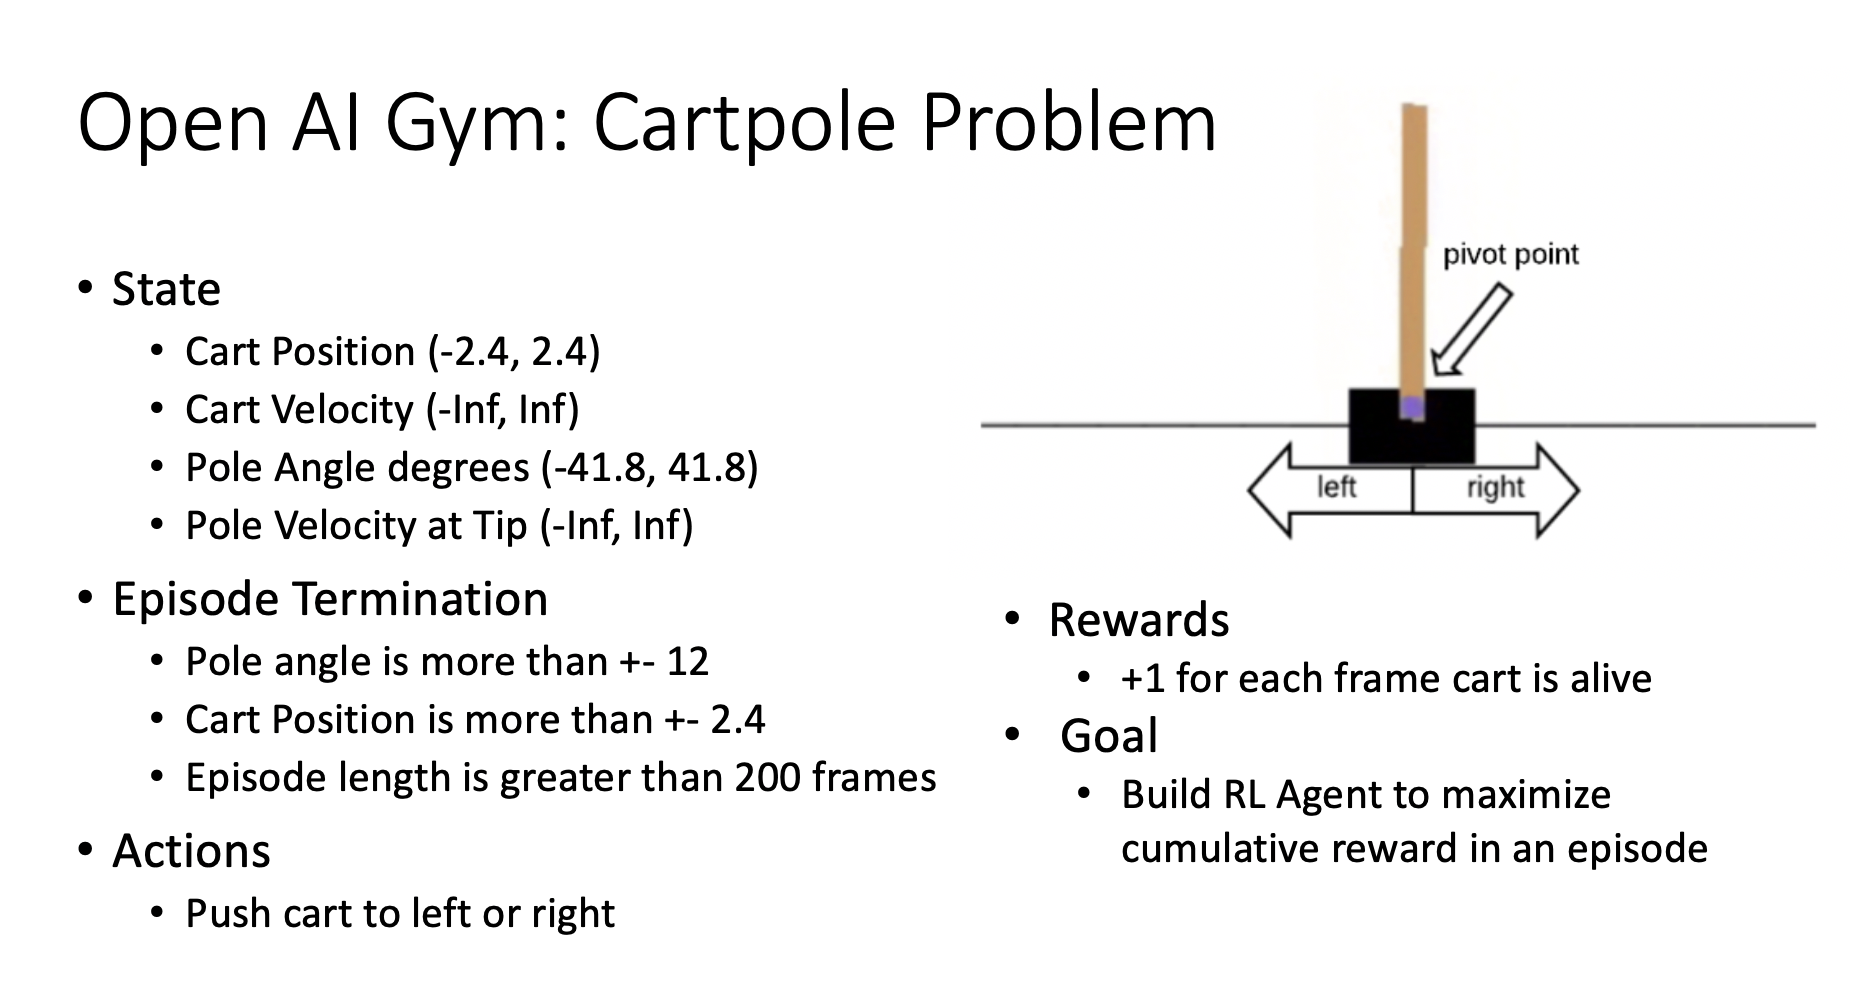 Open AI Gym: Cartpole Problem
• State
• Cart Position (-2.4, 2.4)
• Cart Velocity (-Inf, Inf)
• Pole Angle degrees (-41.8, 41.8)
• Pole Velocity at Tip (-Inf, Inf)
• Episode Termination
• Pole angle is more than +- 12
• Cart Position is more than +- 2.4
• Episode length is greater than 200 frames
• Actions
• Push cart to left or right
pivot point
left
right
• Rewards
• +1 for each frame cart is alive
• Goal
• Build RL Agent to maximize
cumulative reward in an episode